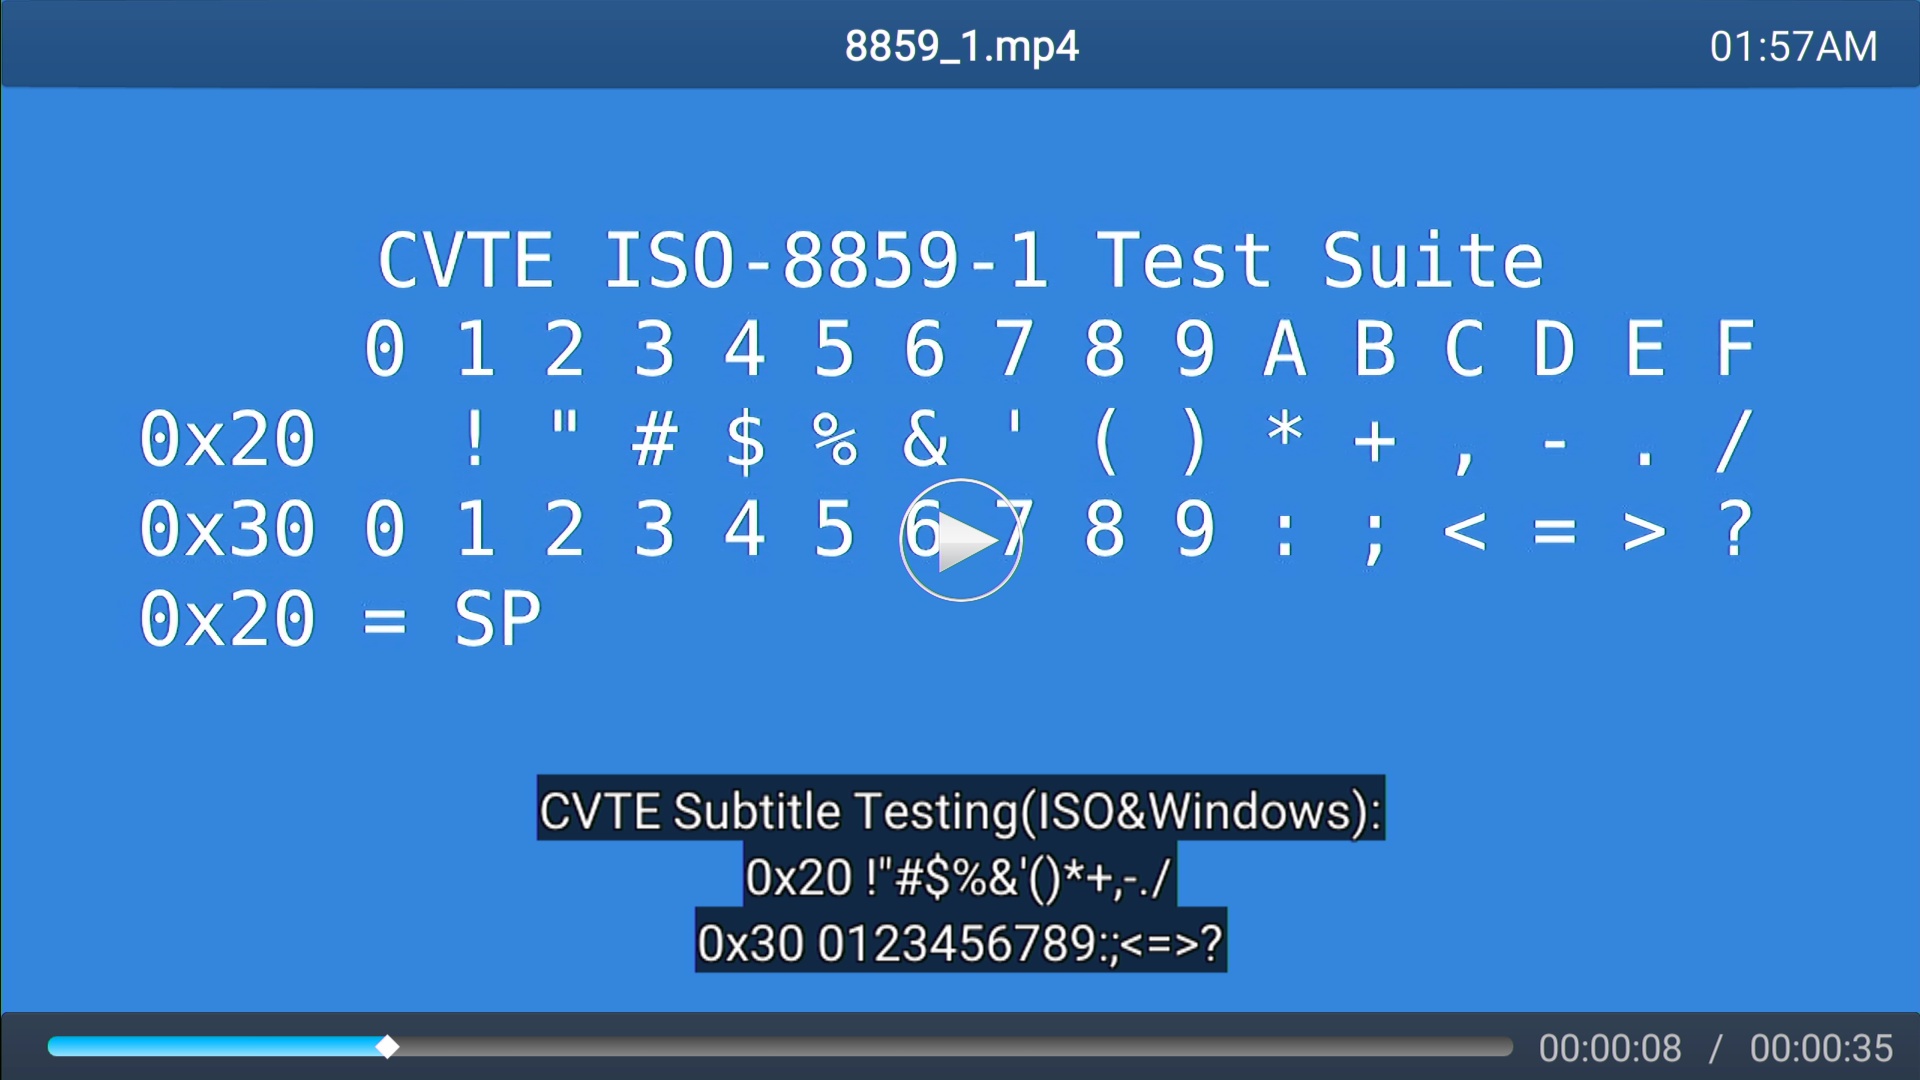 8859_1.mp4 01:57AM
CVTE ISO-8859-1 Test Suite
0 1 2 3 4 5 6 7 8 9 A B C D E F
0x20 ! " # $ % & ' ( ) * + , - . /
0x30 0 1 2 3 4 5 6 7 8 9 : ; < = > ?
0x20 = SP
CVTE Subtitle Testing(ISO&Windows):
0x20 !"#$%&'()*+,-./
0x30 0123456789:;<=>?
00:00:08 / 00:00:35